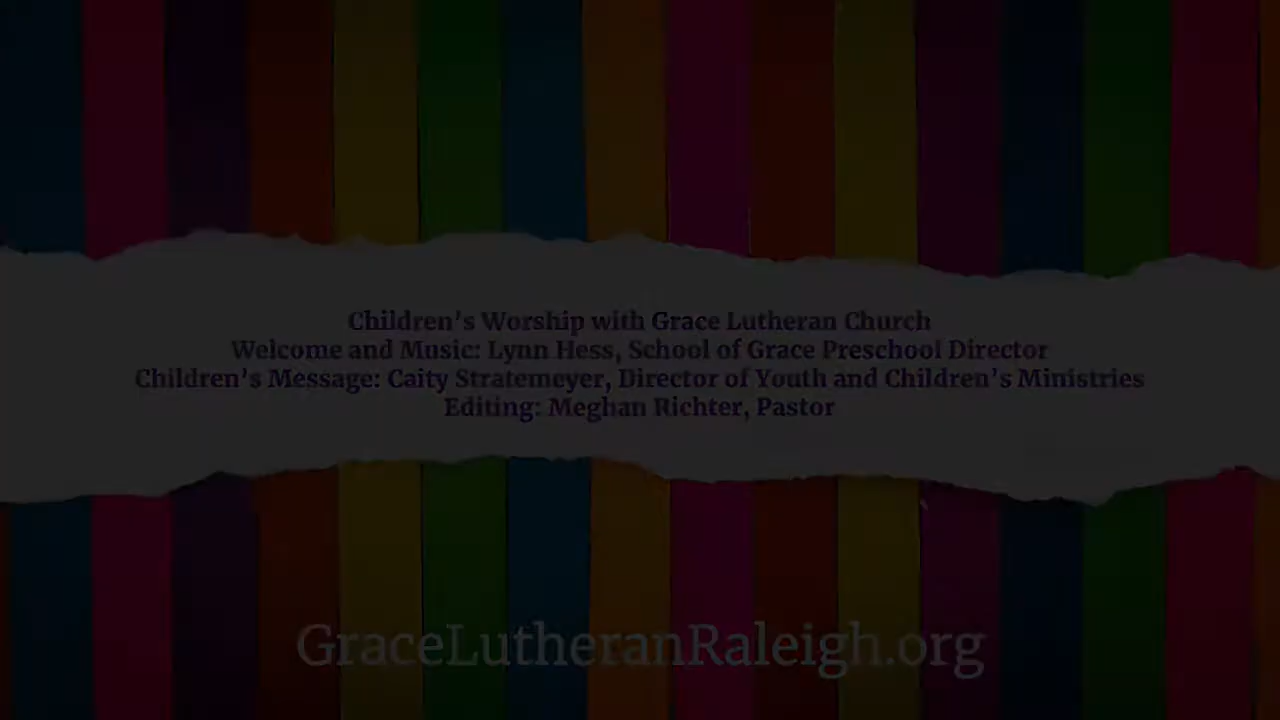 Children's Worship with Grace Lutheran Church
Welcome and Music: Lynn Hess, School of Grace Preschool Director
Children's Message: Caity Stratemeyer, Director of Youth and Children's Ministries
Editing: Meghan Richter, Pastor
GraceLutheranRaleigh.org